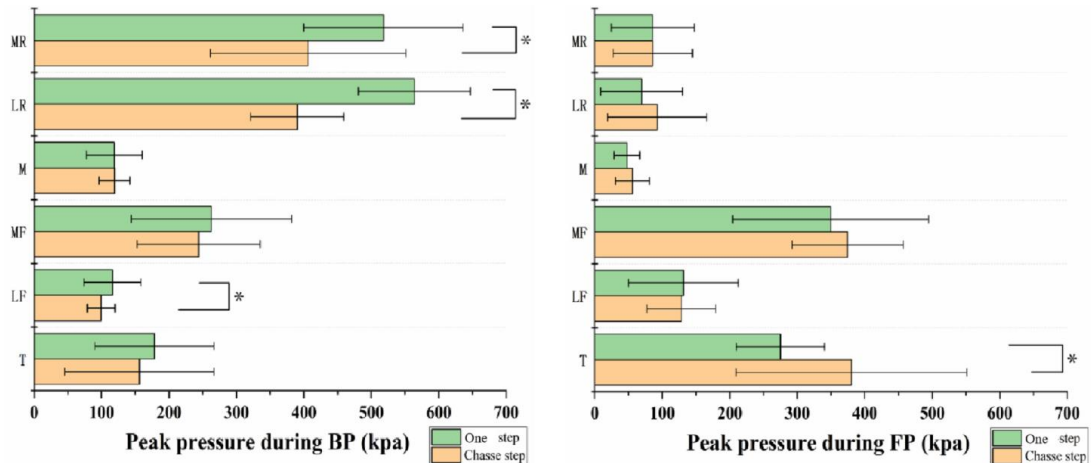 MR
*
LR
*
M
MF
LF
*
T
0 100 200 300 400 500 600 700
Peak pressure during BP (kpa)
One step
Chasse step
MR
LR
M
MF
LF
T
*
0 100 200 300 400 500 600 700
Peak pressure during FP (kpa)
One step
Chasse step